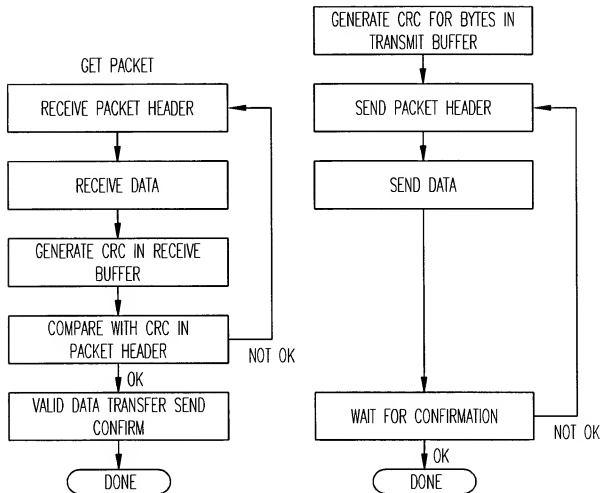 GET PACKET
RECEIVE PACKET HEADER
RECEIVE DATA
GENERATE CRC IN RECEIVE
BUFFER
COMPARE WITH CRC IN
PACKET HEADER
NOT OK
OK
VALID DATA TRANSFER SEND
CONFIRM
DONE
GENERATE CRC FOR BYTES IN
TRANSMIT BUFFER
SEND PACKET HEADER
SEND DATA
WAIT FOR CONFIRMATION
NOT OK
OK
DONE